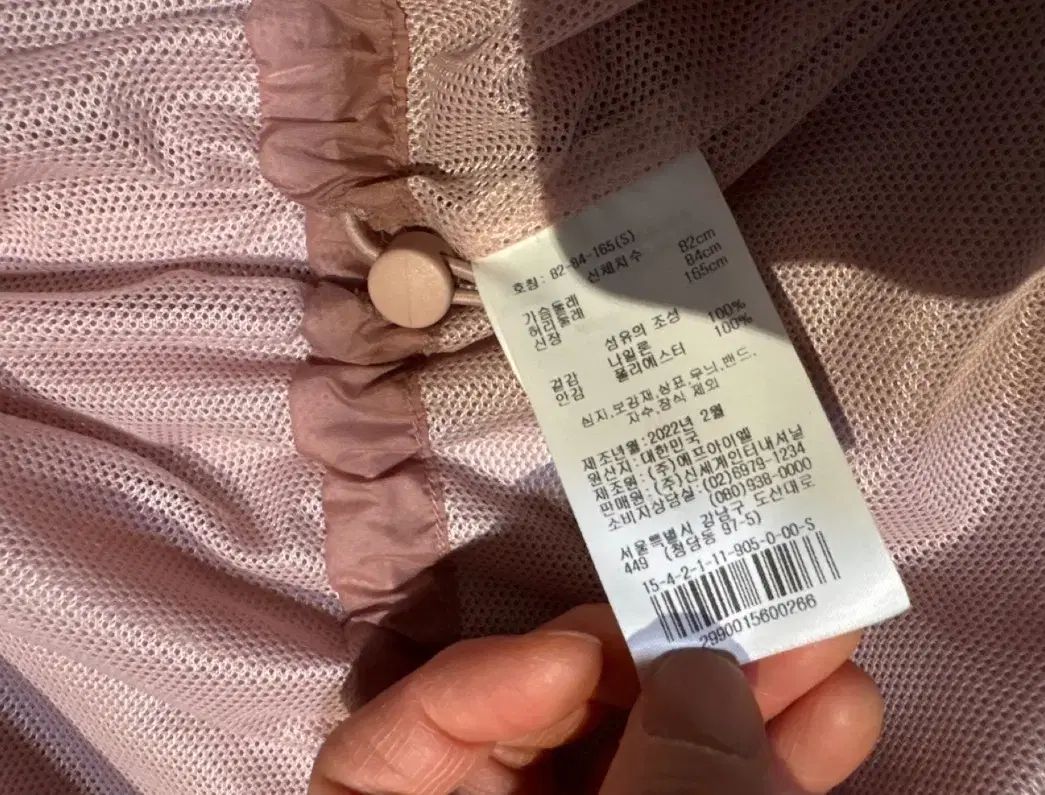 호칭: 82-84-165(S)
신체치수
가슴둘레 82cm
허리둘레 84cm
신장 165cm
섬유의 조성
겉감 나일론 100%
안감 폴리에스터 100%
심지,보강재,상표,무늬,밴드,
자수,장식 제외
제조년월:2022년 2월
원산지: 대한민국
제조원: (주)에프아이엘
판매원: (주)신세계인터내셔날
소비자상담실: (02)6979-1234
(080)938-0000
서울특별시 강남구 도산대로
449 (청담동 97-5)
15-4-2-1-11-905-0-00-S
2990015600266